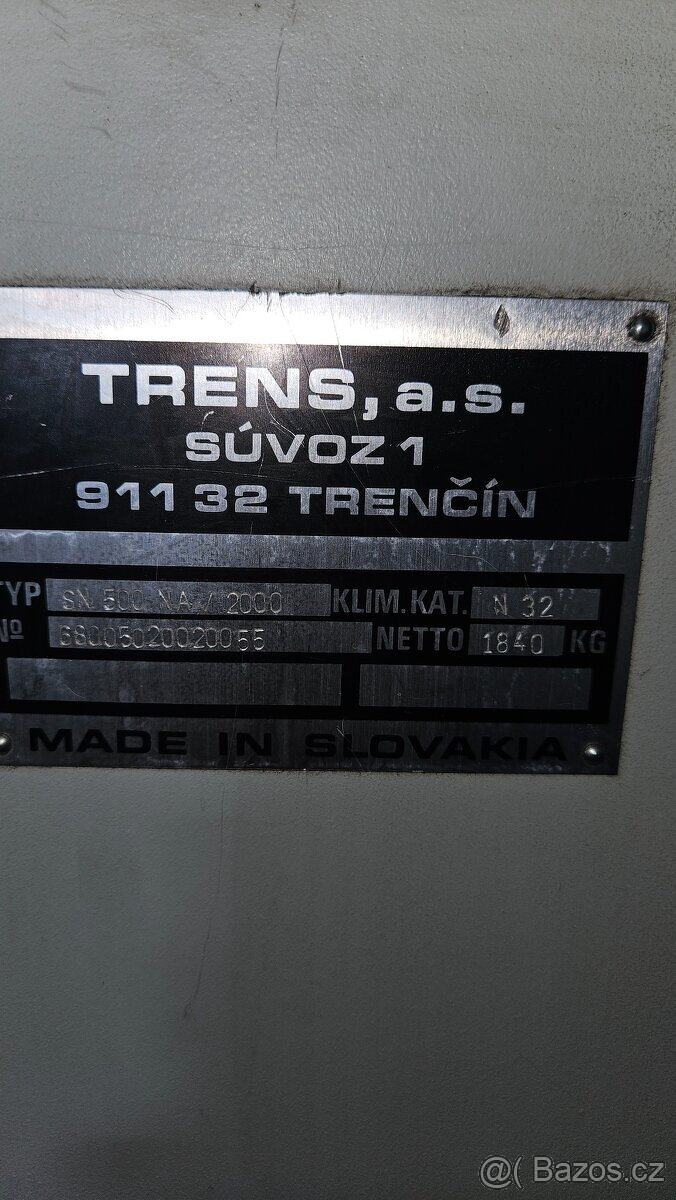 TRENS, a.s.
SÚVOZ 1
911 32 TRENČÍN
TYP SN 500 NA / 2000 KLIM. KAT. N 32
Nº 68005020020055 NETTO 1840 KG
MADE IN SLOVAKIA
@( Bazos.cz